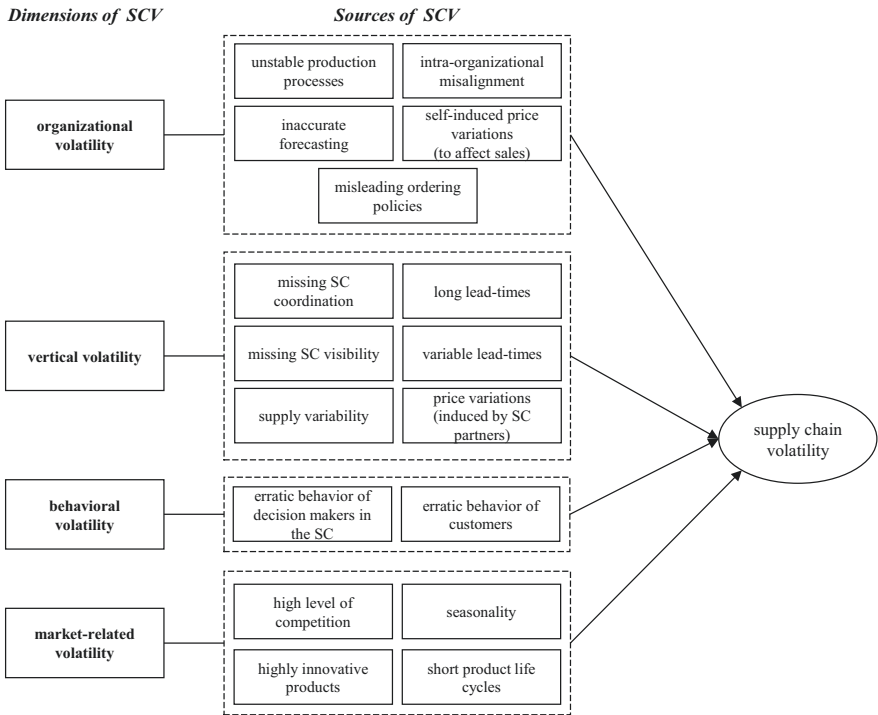 Dimensions of SCV
Sources of SCV
organizational
volatility
unstable production
processes
intra-organizational
misalignment
inaccurate
forecasting
self-induced price
variations
(to affect sales)
misleading ordering
policies
vertical volatility
missing SC
coordination
long lead-times
missing SC visibility
variable lead-times
supply variability
price variations
(induced by SC
partners)
behavioral
volatility
erratic behavior of
decision makers in
the SC
erratic behavior of
customers
market-related
volatility
high level of
competition
seasonality
highly innovative
products
short product life
cycles
supply chain
volatility